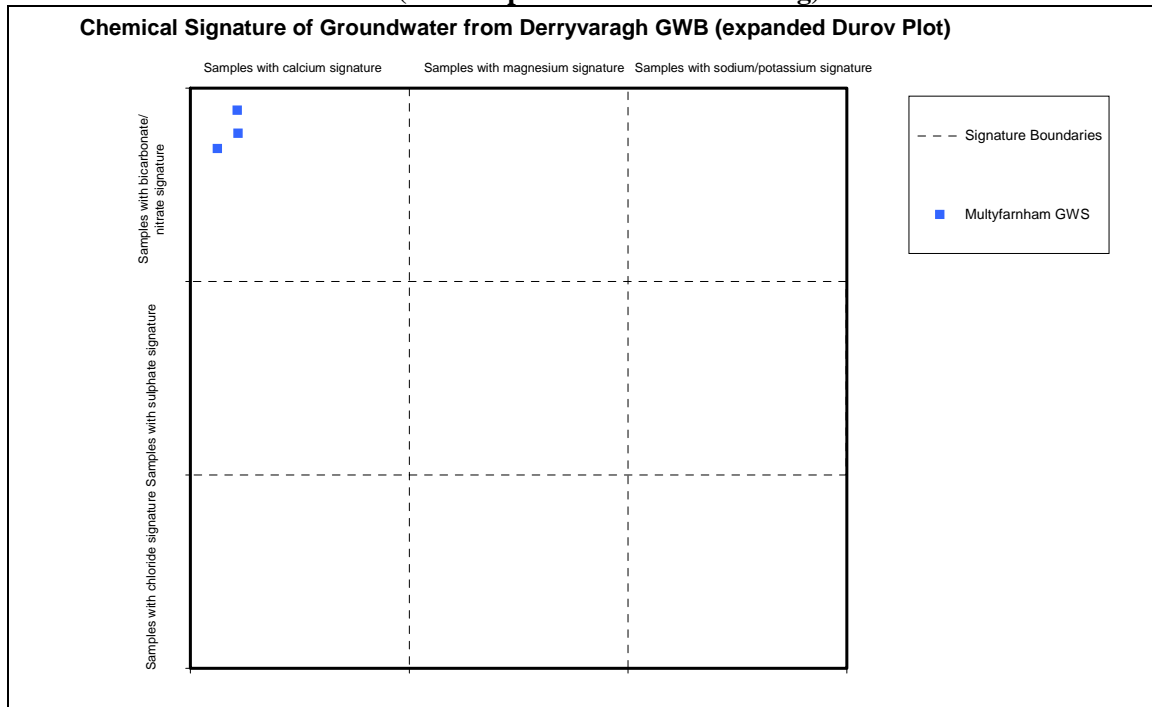 Chemical Signature of Groundwater from Derryvaragh GWB (expanded Durov Plot)
Samples with calcium signature
Samples with magnesium signature
Samples with sodium/potassium signature
Samples with bicarbonate/
nitrate signature
Samples with sulphate signature
Samples with chloride signature
Signature Boundaries
Multyfarnham GWS